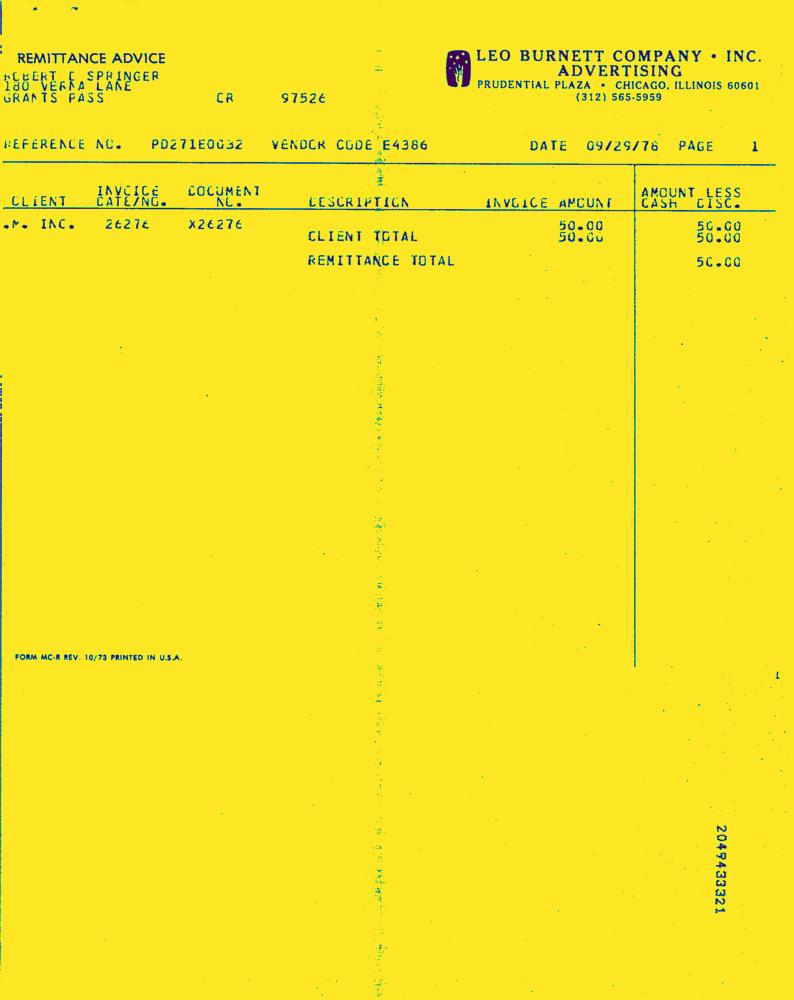 REMITTANCE ADVICE
LEO BURNETT COMPANY • INC.
ADVERTISING
PRUDENTIAL PLAZA • CHICAGO, ILLINOIS 60601
(312) 565-5959
ROBERT C SPRINGER
180 VERNA LANE
GRANTS PASS OR 97526
REFERENCE NO. PD271E0032 VENDOR CODE E4386 DATE 09/29/78 PAGE 1
CLIENT INVOICE DATE/NO. DOCUMENT NO. DESCRIPTION INVOICE AMOUNT AMOUNT LESS CASH DISC.
.M. INC. 26276 X26276 50.00 50.00
CLIENT TOTAL 50.00 50.00
REMITTANCE TOTAL 50.00
FORM MC-R REV. 10/73 PRINTED IN U.S.A.
1
2049433321